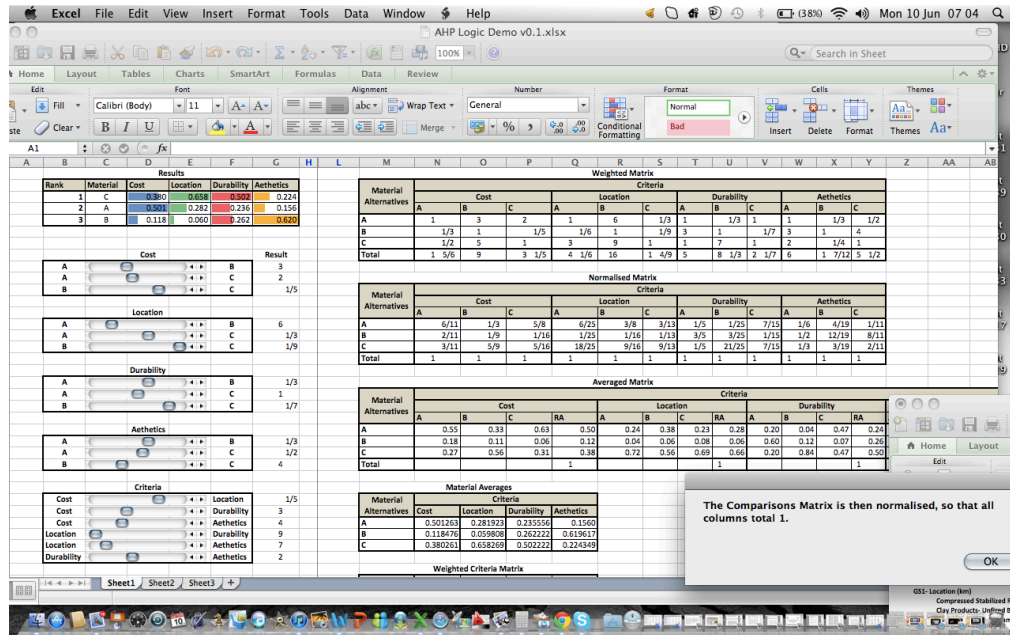 Excel File Edit View Insert Format Tools Data Window Help (38%) Mon 10 Jun 07 04
AHP Logic Demo v0.1.xlsx
100% Search in Sheet
Home Layout Tables Charts SmartArt Formulas Data Review
Edit Font Alignment Number Format Cells Themes
Fill Calibri (Body) 11 A A abc Wrap Text General Normal
Clear B I U A Merge % Conditional Formatting Bad Insert Delete Format Themes Aa
A1 fx
A B C D E F G H L M N O P Q R S T U V W X Y Z AA AB
Results
Rank Material Cost Location Durability Aethetics
1 C 0.380 0.658 0.502 0.224
2 A 0.501 0.282 0.236 0.156
3 B 0.118 0.060 0.262 0.620
Cost Result
A B 3
A C 2
B C 1/5
Location
A B 6
A C 1/3
B C 1/9
Durability
A B 1/3
A C 1
B C 1/7
Aethetics
A B 1/3
A C 1/2
B C 4
Criteria
Cost Location 1/5
Cost Durability 3
Cost Aethetics 4
Location Durability 9
Location Aethetics 7
Durability Aethetics 2
Weighted Matrix
Material Alternatives Criteria
Cost Location Durability Aethetics
A B C A B C A B C A B C
A 1 3 2 1 6 1/3 1 1/3 1 1 1/3 1/2
B 1/3 1 1/5 1/6 1 1/9 3 1 1/7 3 1 4
C 1/2 5 1 3 9 1 1 7 1 2 1/4 1
Total 1 5/6 9 3 1/5 4 1/6 16 1 4/9 5 8 1/3 2 1/7 6 1 7/12 5 1/2
Normalised Matrix
Material Alternatives Criteria
Cost Location Durability Aethetics
A B C A B C A B C A B C
A 6/11 1/3 5/8 6/25 3/8 3/13 1/5 1/25 7/15 1/6 4/19 1/11
B 2/11 1/9 1/16 1/25 1/16 1/13 3/5 3/25 1/15 1/2 12/19 8/11
C 3/11 5/9 5/16 18/25 9/16 9/13 1/5 21/25 7/15 1/3 3/19 2/11
Total 1 1 1 1 1 1 1 1 1 1 1 1
Averaged Matrix
Material Alternatives Criteria
Cost Location Durability
A B C RA A B C RA A B C RA
A 0.55 0.33 0.63 0.50 0.24 0.38 0.23 0.28 0.20 0.04 0.47 0.24
B 0.18 0.11 0.06 0.12 0.04 0.06 0.08 0.06 0.60 0.12 0.07 0.26
C 0.27 0.56 0.31 0.38 0.72 0.56 0.69 0.66 0.20 0.84 0.47 0.50
Total 1 1 1
Material Averages
Material Alternatives Criteria
Cost Location Durability Aethetics
A 0.501263 0.281923 0.235556 0.1560
B 0.118476 0.059808 0.262222 0.619617
C 0.380261 0.658269 0.502222 0.224349
Weighted Criteria Matrix
Home Layout
Edit
The Comparisons Matrix is then normalised, so that all
columns total 1.
OK
Sheet1 Sheet2 Sheet3 +
GS1- Location (km)
Compressed Stabilized
Clay Products- Unfired B